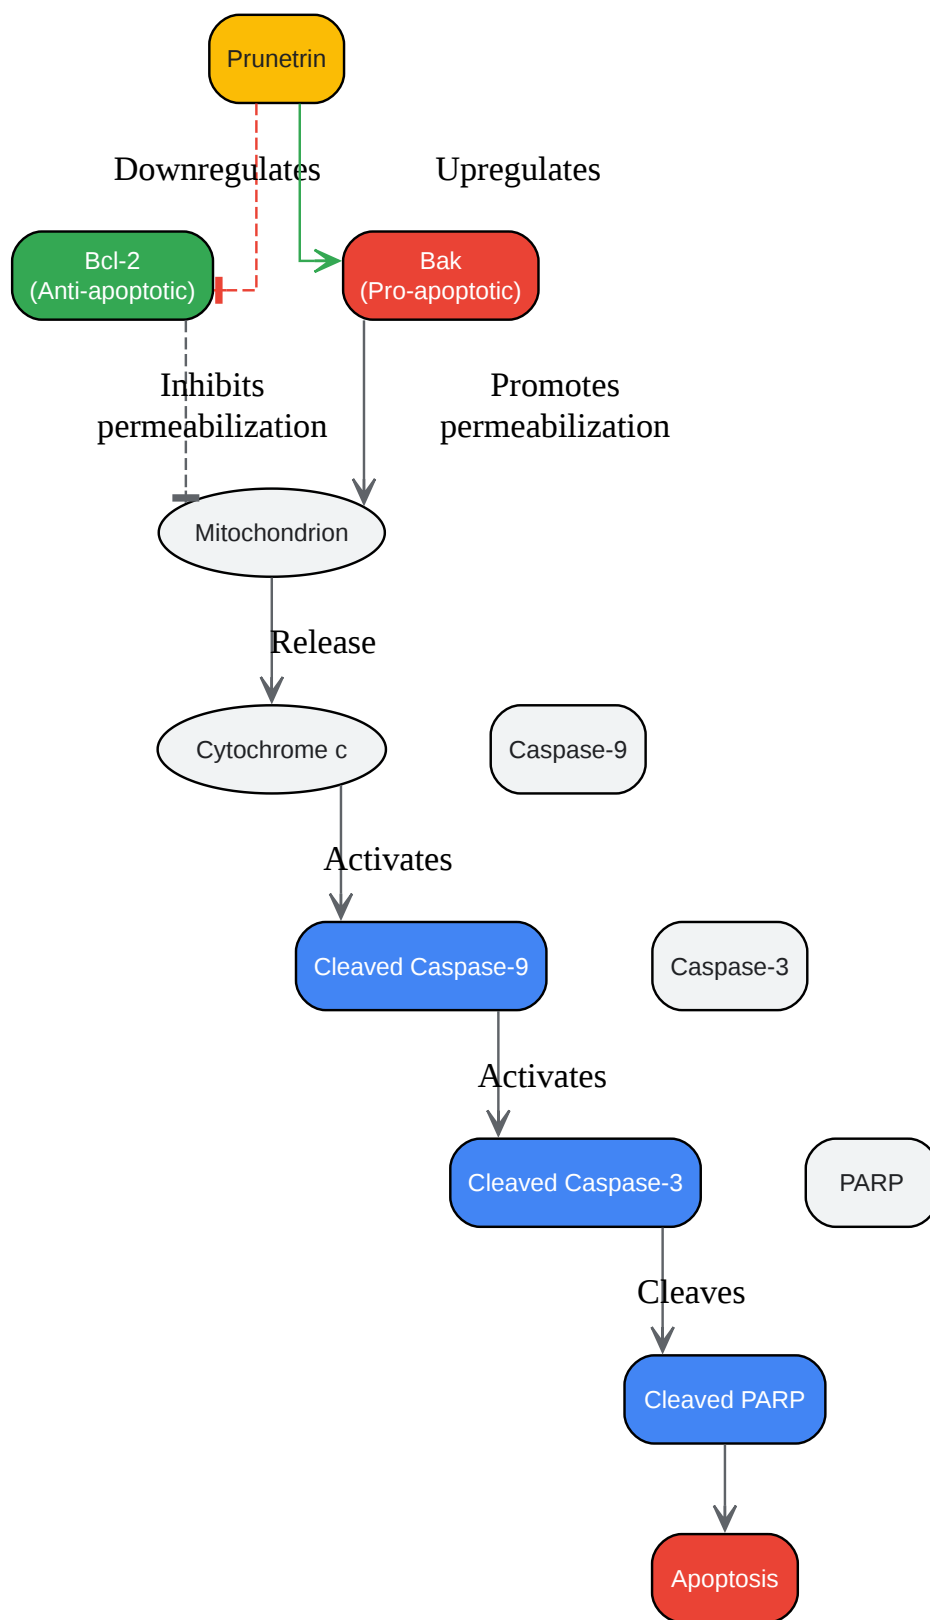 Prunetrin
Downregulates
Upregulates
Bcl-2
(Anti-apoptotic)
Bak
(Pro-apoptotic)
Inhibits
permeabilization
Promotes
permeabilization
Mitochondrion
Release
Cytochrome c
Caspase-9
Activates
Cleaved Caspase-9
Caspase-3
Activates
Cleaved Caspase-3
PARP
Cleaves
Cleaved PARP
Apoptosis